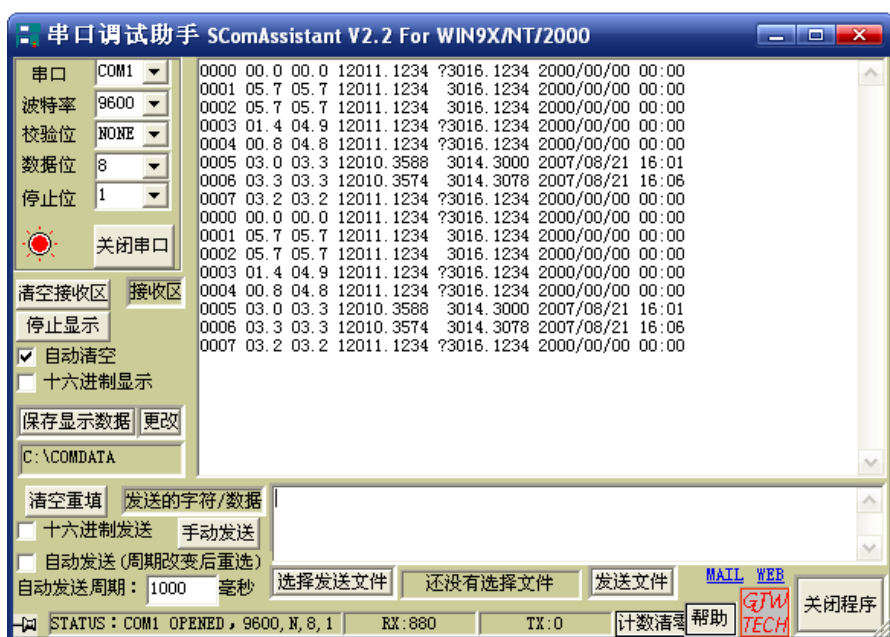 串口调试助手 SComAssistant V2.2 For WIN9X/NT/2000
串口 COM1
波特率 9600
校验位 NONE
数据位 8
停止位 1
关闭串口
清空接收区 接收区
停止显示
自动清空
十六进制显示
保存显示数据 更改
C:\COMDATA
0000 00.0 00.0 12011.1234 ?3016.1234 2000/00/00 00:00
0001 05.7 05.7 12011.1234  3016.1234 2000/00/00 00:00
0002 05.7 05.7 12011.1234  3016.1234 2000/00/00 00:00
0003 01.4 04.9 12011.1234 ?3016.1234 2000/00/00 00:00
0004 00.8 04.8 12011.1234 ?3016.1234 2000/00/00 00:00
0005 03.0 03.3 12010.3588  3014.3000 2007/08/21 16:01
0006 03.3 03.3 12010.3574  3014.3078 2007/08/21 16:06
0007 03.2 03.2 12011.1234 ?3016.1234 2000/00/00 00:00
0000 00.0 00.0 12011.1234 ?3016.1234 2000/00/00 00:00
0001 05.7 05.7 12011.1234  3016.1234 2000/00/00 00:00
0002 05.7 05.7 12011.1234  3016.1234 2000/00/00 00:00
0003 01.4 04.9 12011.1234 ?3016.1234 2000/00/00 00:00
0004 00.8 04.8 12011.1234 ?3016.1234 2000/00/00 00:00
0005 03.0 03.3 12010.3588  3014.3000 2007/08/21 16:01
0006 03.3 03.3 12010.3574  3014.3078 2007/08/21 16:06
0007 03.2 03.2 12011.1234 ?3016.1234 2000/00/00 00:00
清空重填 发送的字符/数据
十六进制发送 手动发送
自动发送(周期改变后重选)
自动发送周期: 1000 毫秒 选择发送文件 还没有选择文件 发送文件 MAIL WEB
GJW TECH 关闭程序
STATUS:COM1 OPENED,9600,N,8,1 RX:880 TX:0 计数清零 帮助